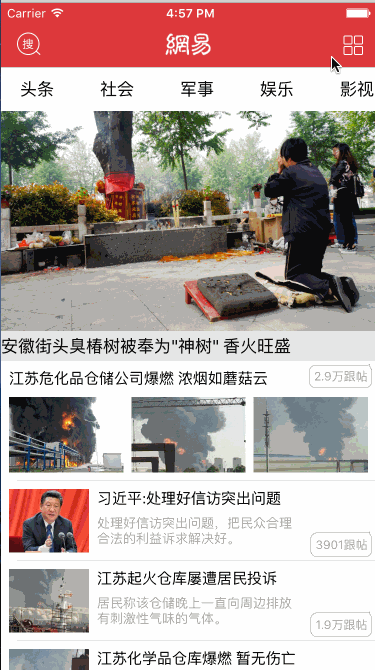 Carrier 4:57 PM
搜 網易
头条 社会 军事 娱乐 影视
安徽街头臭椿树被奉为"神树" 香火旺盛
江苏危化品仓储公司爆燃 浓烟如蘑菇云 2.9万跟帖
习近平:处理好信访突出问题
处理好信访突出问题，把民众合理
合法的利益诉求解决好。 3901跟帖
江苏起火仓库屡遭居民投诉
居民称该仓储晚上一直向周边排放
有刺激性气味的气体。 1.9万跟帖
江苏化学品仓库爆燃 暂无伤亡